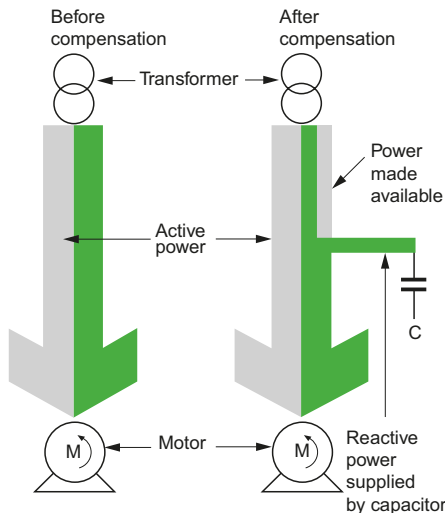 Before
compensation
After
compensation
Transformer
Power
made
available
Active
power
C
M
Motor
M
Reactive
power
supplied
by capacitor